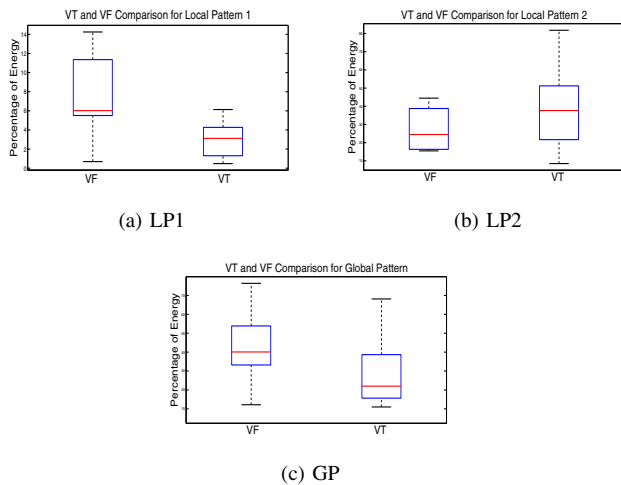 VT and VF Comparison for Local Pattern 1
Percentage of Energy
14
12
10
8
6
4
2
0
VF
VT
(a) LP1
VT and VF Comparison for Local Pattern 2
Percentage of Energy
VF
VT
(b) LP2
VT and VF Comparison for Global Pattern
Percentage of Energy
VF
VT
(c) GP